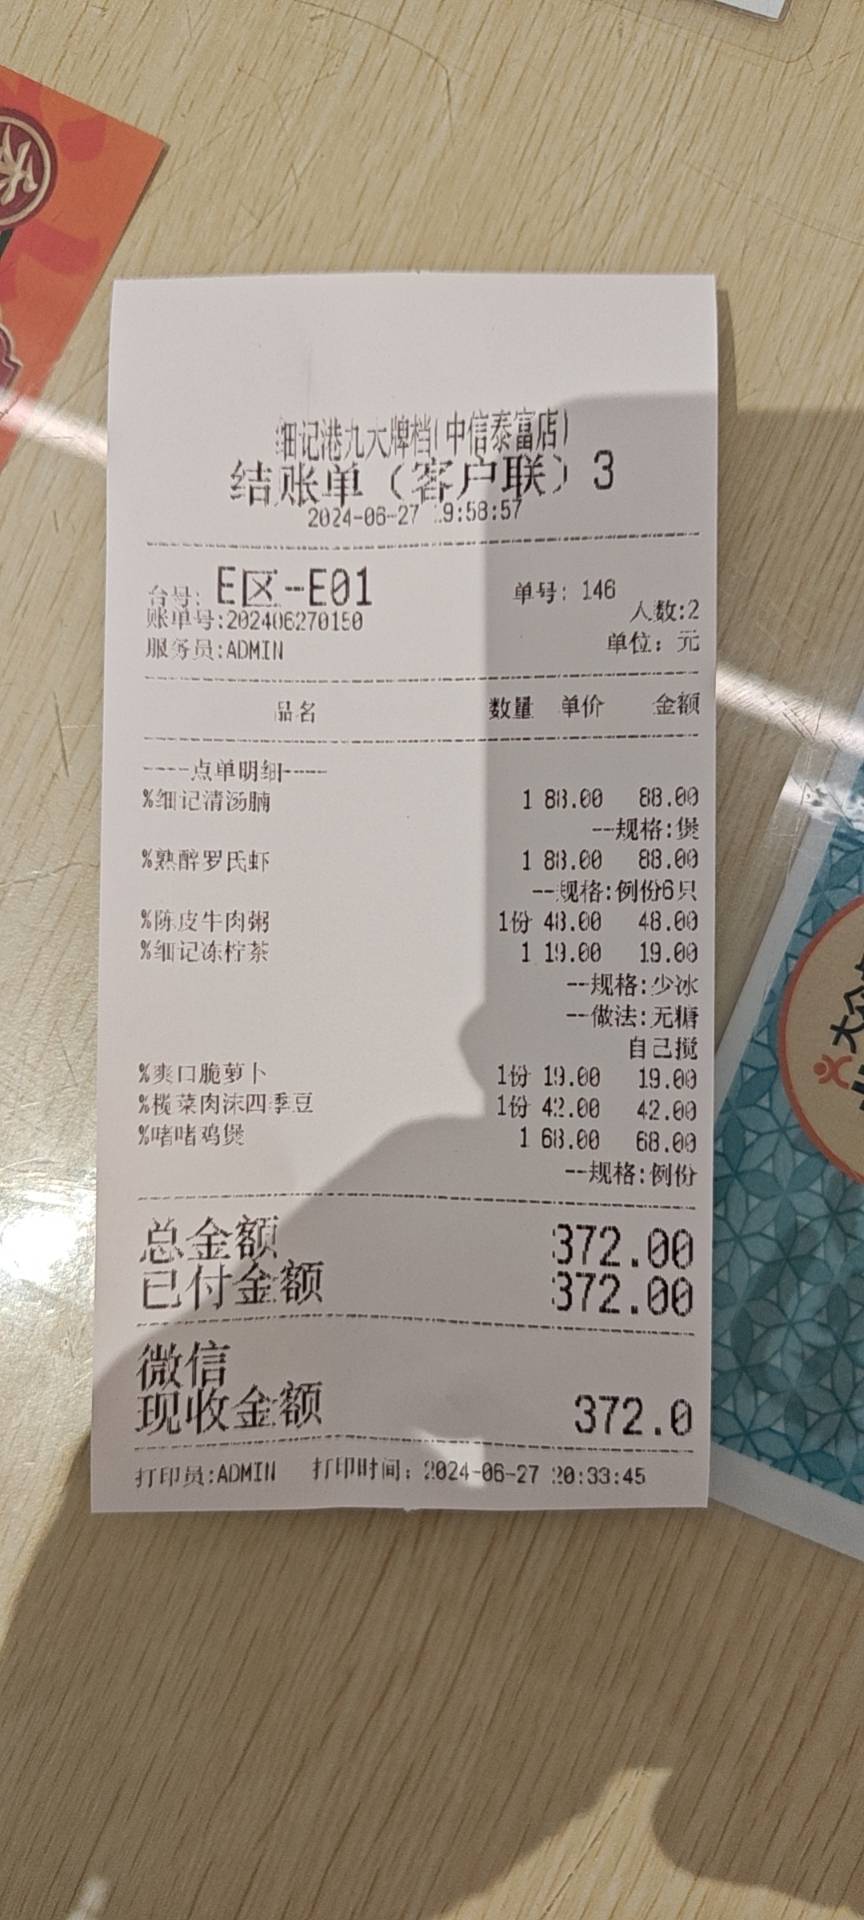 细记港九大牌档(中信泰富店)
结账单（客户联）3
2024-06-27 19:58:57
台号: E区-E01 单号: 146
账单号:202406270150 人数:2
服务员:ADMIN 单位: 元
品名 数量 单价 金额
-----点单明细-----
%细记清汤腩 1 88.00 88.00
--规格:煲
%熟醉罗氏虾 1 88.00 88.00
--规格:例份6只
%陈皮牛肉粥 1份 48.00 48.00
%细记冻柠茶 1 19.00 19.00
--规格:少冰
--做法:无糖
自己搅
%爽口脆萝卜 1份 19.00 19.00
%榄菜肉沫四季豆 1份 42.00 42.00
%啫啫鸡煲 1 68.00 68.00
--规格:例份
总金额 372.00
已付金额 372.00
微信
现收金额 372.0
打印员:ADMIN 打印时间: 2024-06-27 20:33:45